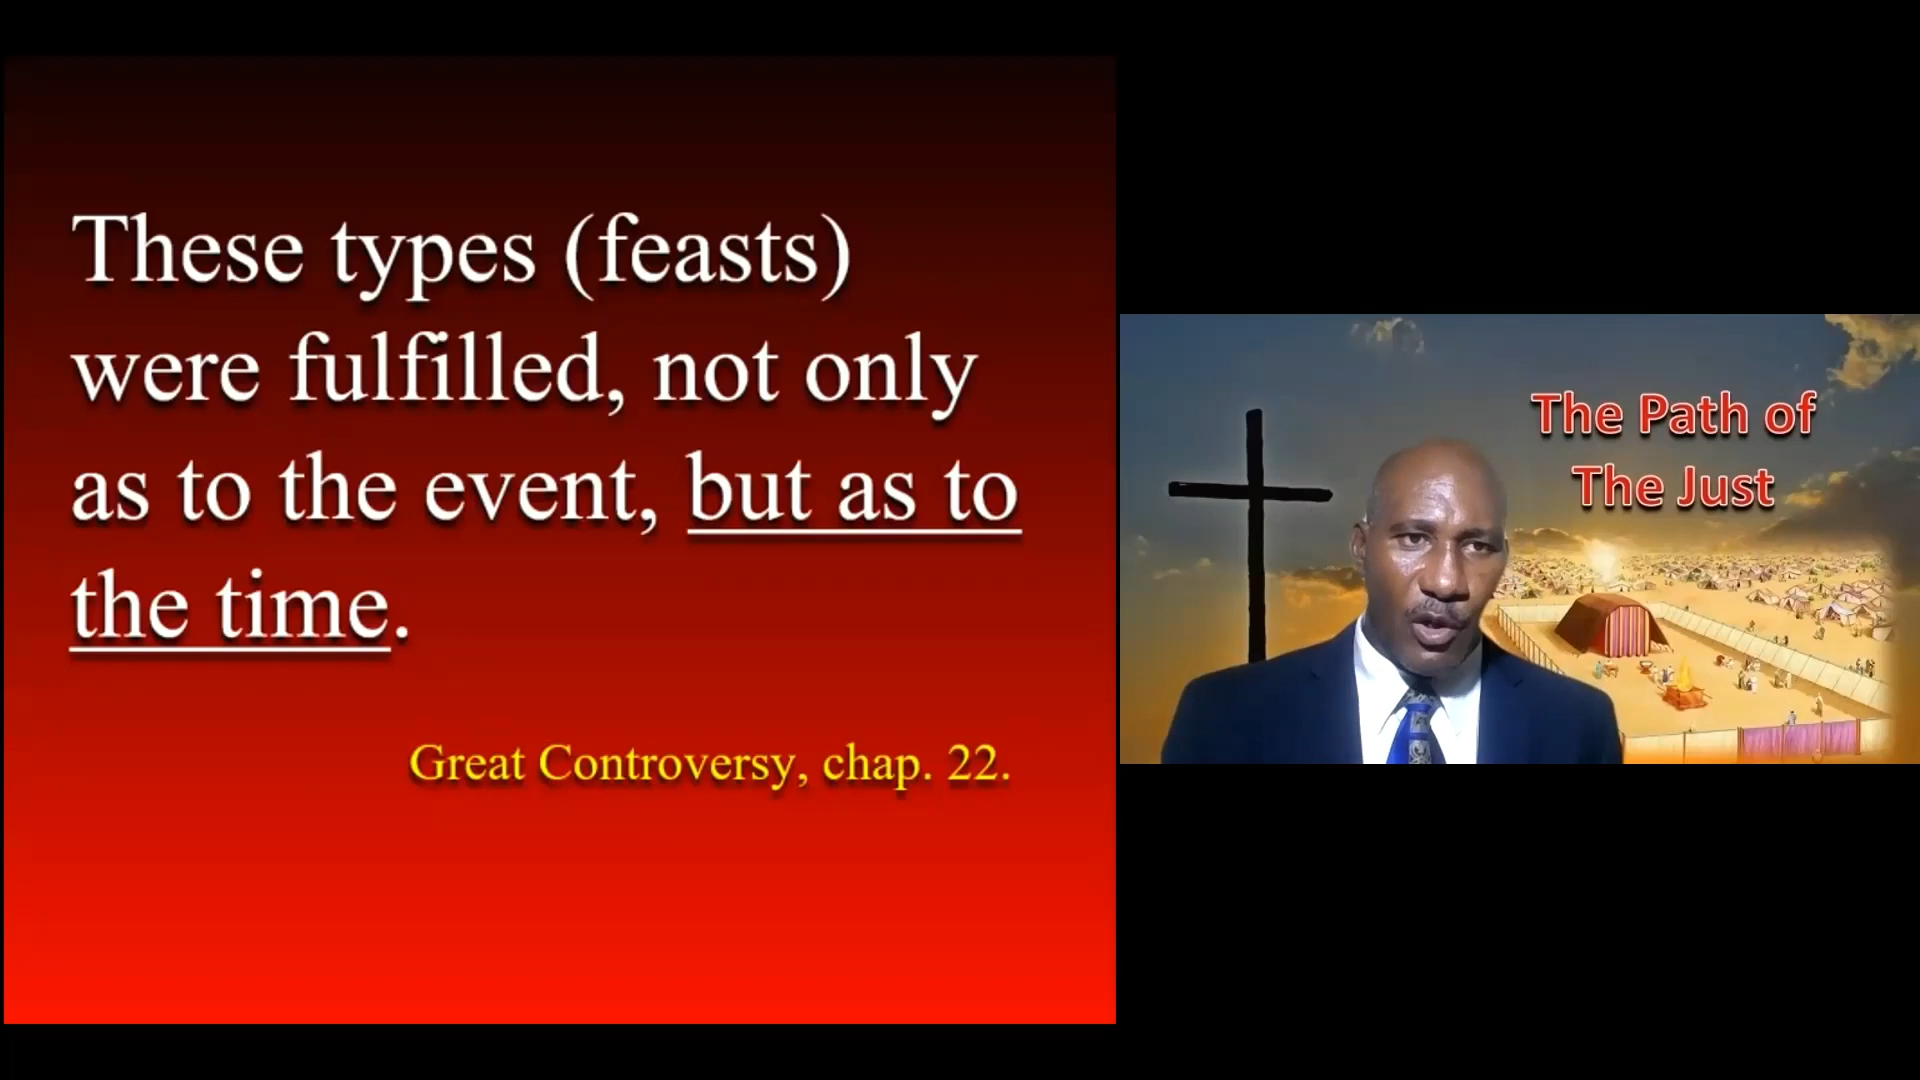 These types (feasts)
were fulfilled, not only
as to the event, but as to
the time.
Great Controversy, chap. 22.
The Path of
The Just